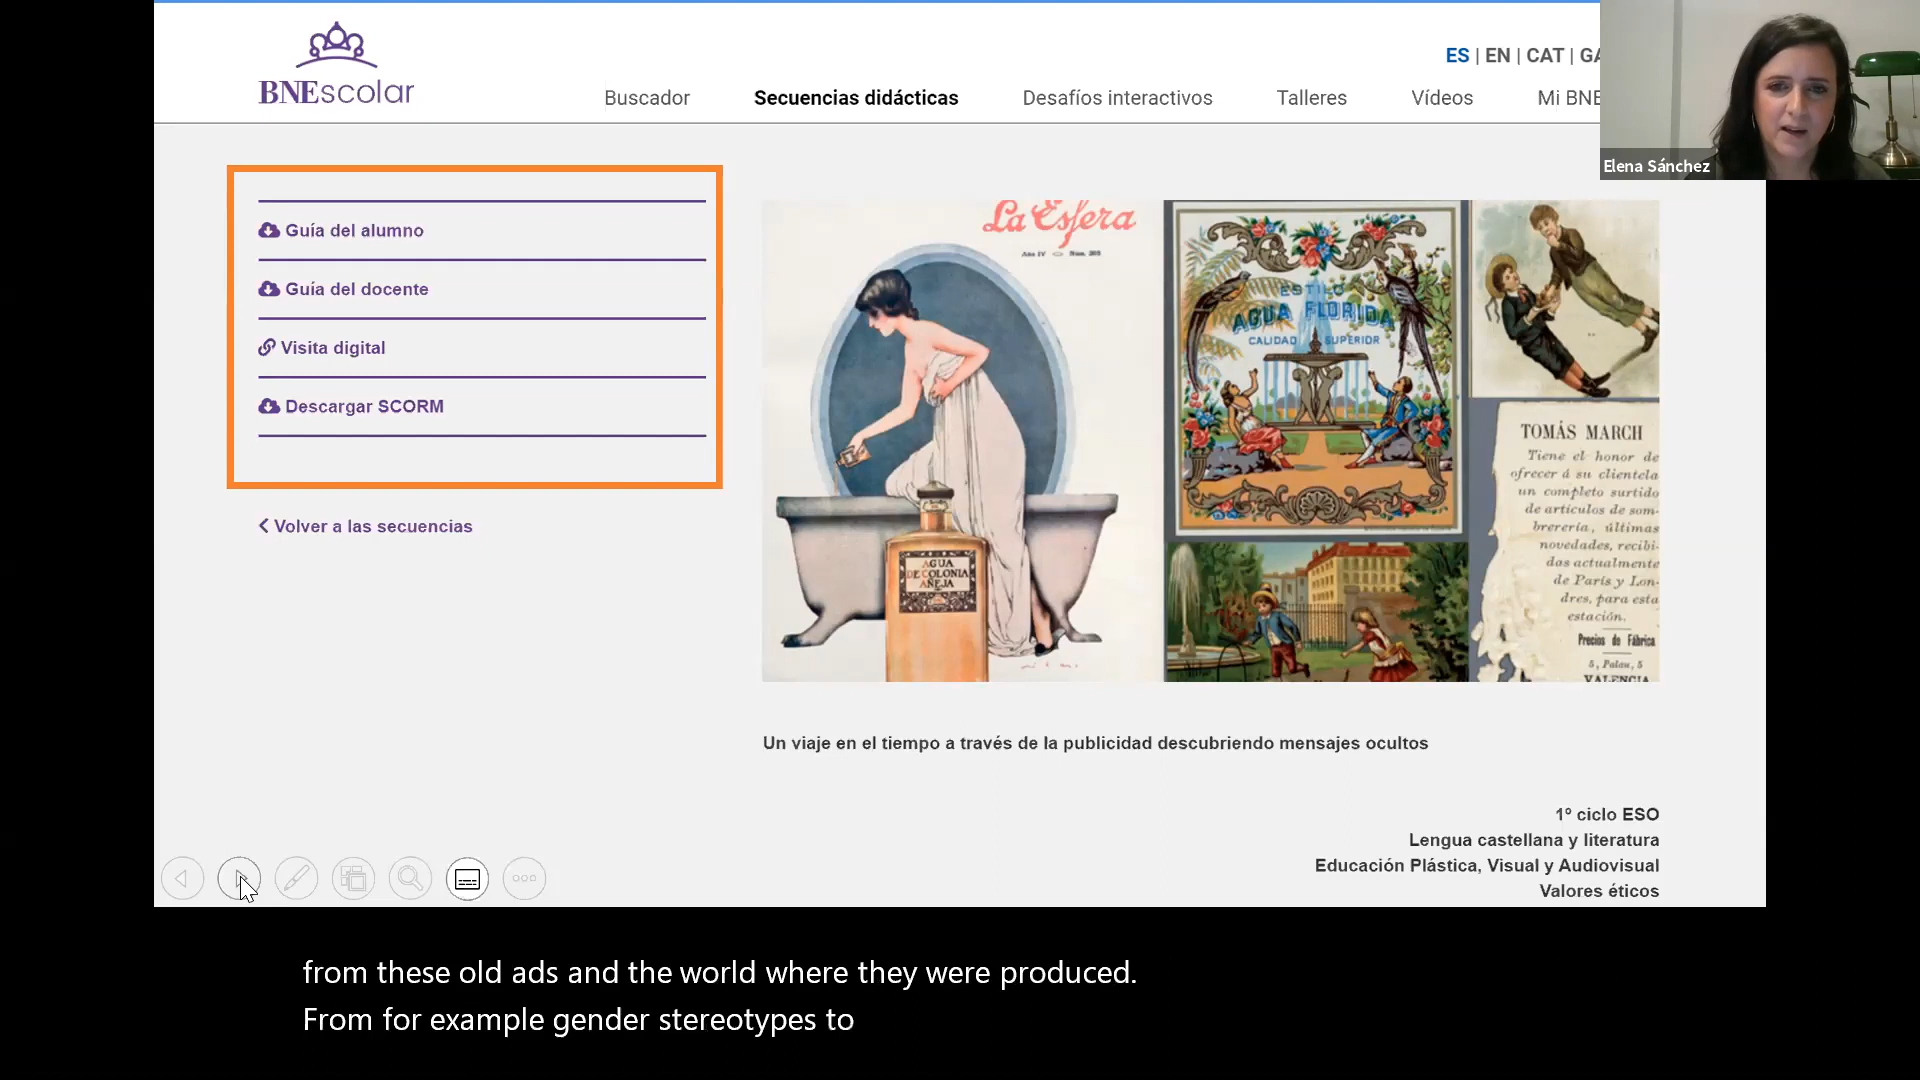 BNEscolar
ES | EN | CAT | GA
Buscador
Secuencias didácticas
Desafíos interactivos
Talleres
Vídeos
Mi BNE
Elena Sánchez
Guía del alumno
Guía del docente
Visita digital
Descargar SCORM
Volver a las secuencias
La Esfera
Año IV
Núm. 205
AGUA
DE COLONIA
AÑEJA
ESTILO
AGUA FLORIDA
CALIDAD SUPERIOR
TOMÁS MARCH
Tiene el honor de
ofrecer á su clientela
un completo surtido
de artículos de som-
brerería, últimas
novedades, recibi-
das actualmente
de París y Lon-
dres, para esta
estación.
Precios de Fábrica
5, Palau, 5
VALENCIA
Un viaje en el tiempo a través de la publicidad descubriendo mensajes ocultos
1º ciclo ESO
Lengua castellana y literatura
Educación Plástica, Visual y Audiovisual
Valores éticos
from these old ads and the world where they were produced.
From for example gender stereotypes to